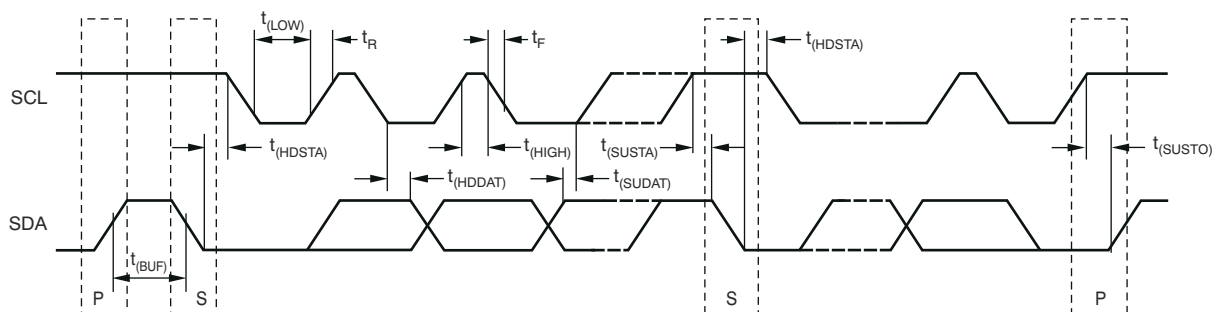 t(LOW)
tR
tF
t(HDSTA)
SCL
t(HDSTA)
t(HIGH)
t(SUSTA)
t(SUSTO)
t(HDDAT)
t(SUDAT)
SDA
t(BUF)
P
S
S
P